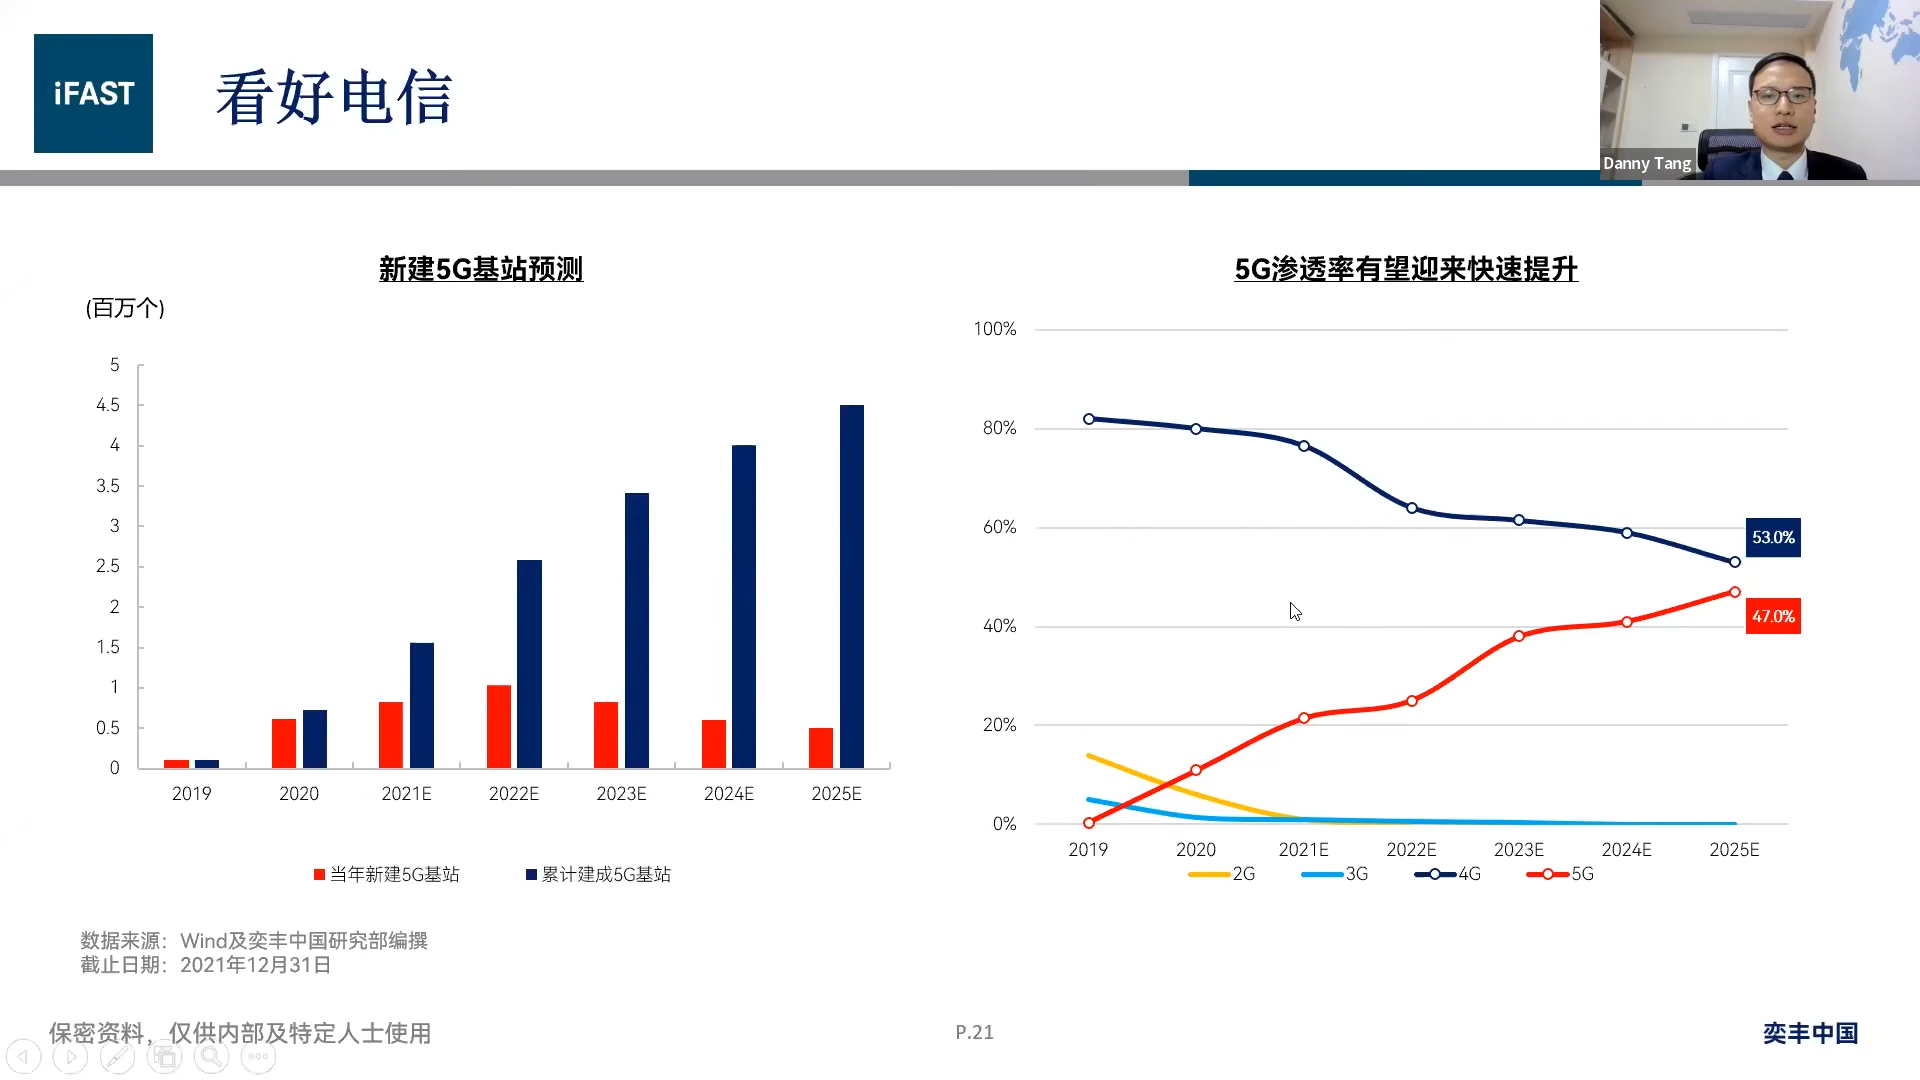 iFAST
看好电信
Danny Tang
新建5G基站预测
(百万个)
5
4.5
4
3.5
3
2.5
2
1.5
1
0.5
0
2019 2020 2021E 2022E 2023E 2024E 2025E
当年新建5G基站 累计建成5G基站
5G渗透率有望迎来快速提升
100%
80%
60%
40%
20%
0%
53.0%
47.0%
2019 2020 2021E 2022E 2023E 2024E 2025E
2G 3G 4G 5G
数据来源：Wind及奕丰中国研究部编撰
截止日期：2021年12月31日
保密资料，仅供内部及特定人士使用
P.21
奕丰中国